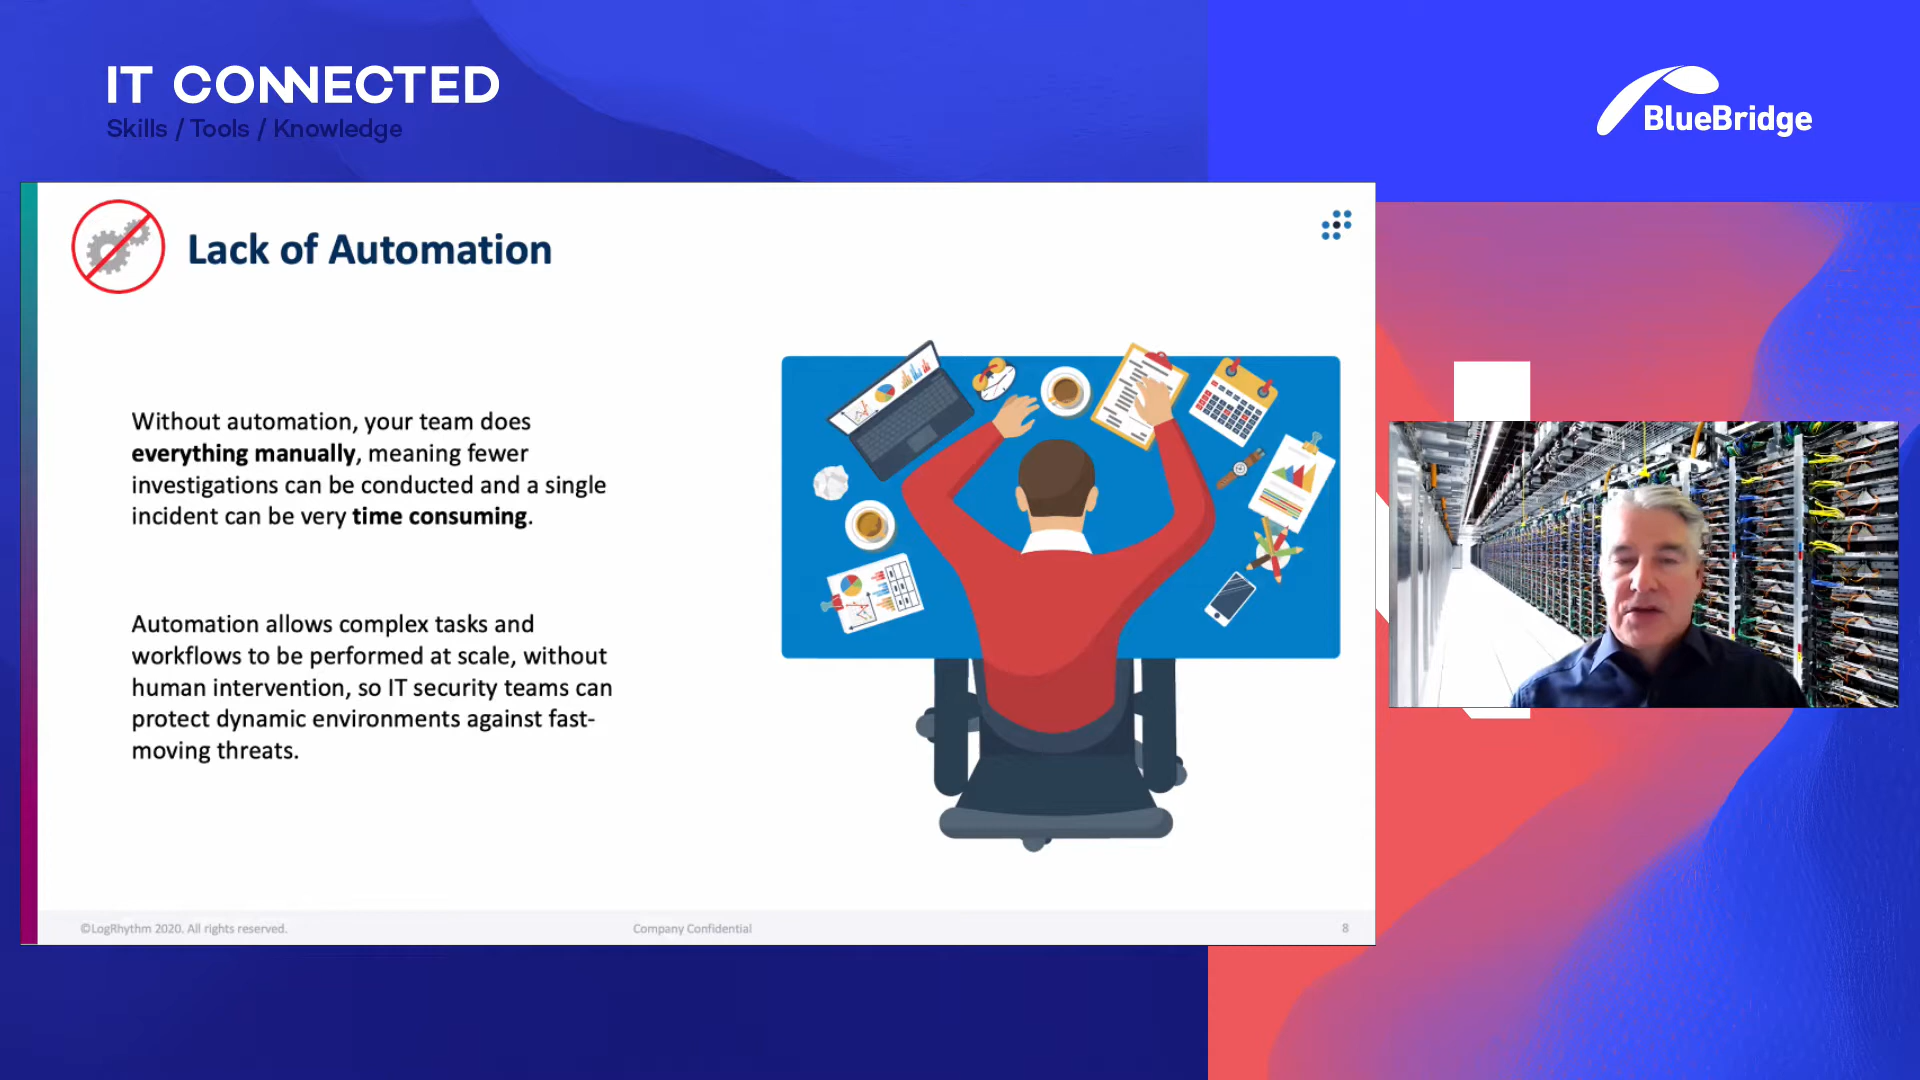 IT CONNECTED
Skills / Tools / Knowledge
BlueBridge
Lack of Automation
Without automation, your team does
everything manually, meaning fewer
investigations can be conducted and a single
incident can be very time consuming.
Automation allows complex tasks and
workflows to be performed at scale, without
human intervention, so IT security teams can
protect dynamic environments against fast-
moving threats.
©LogRhythm 2020. All rights reserved.
Company Confidential
8